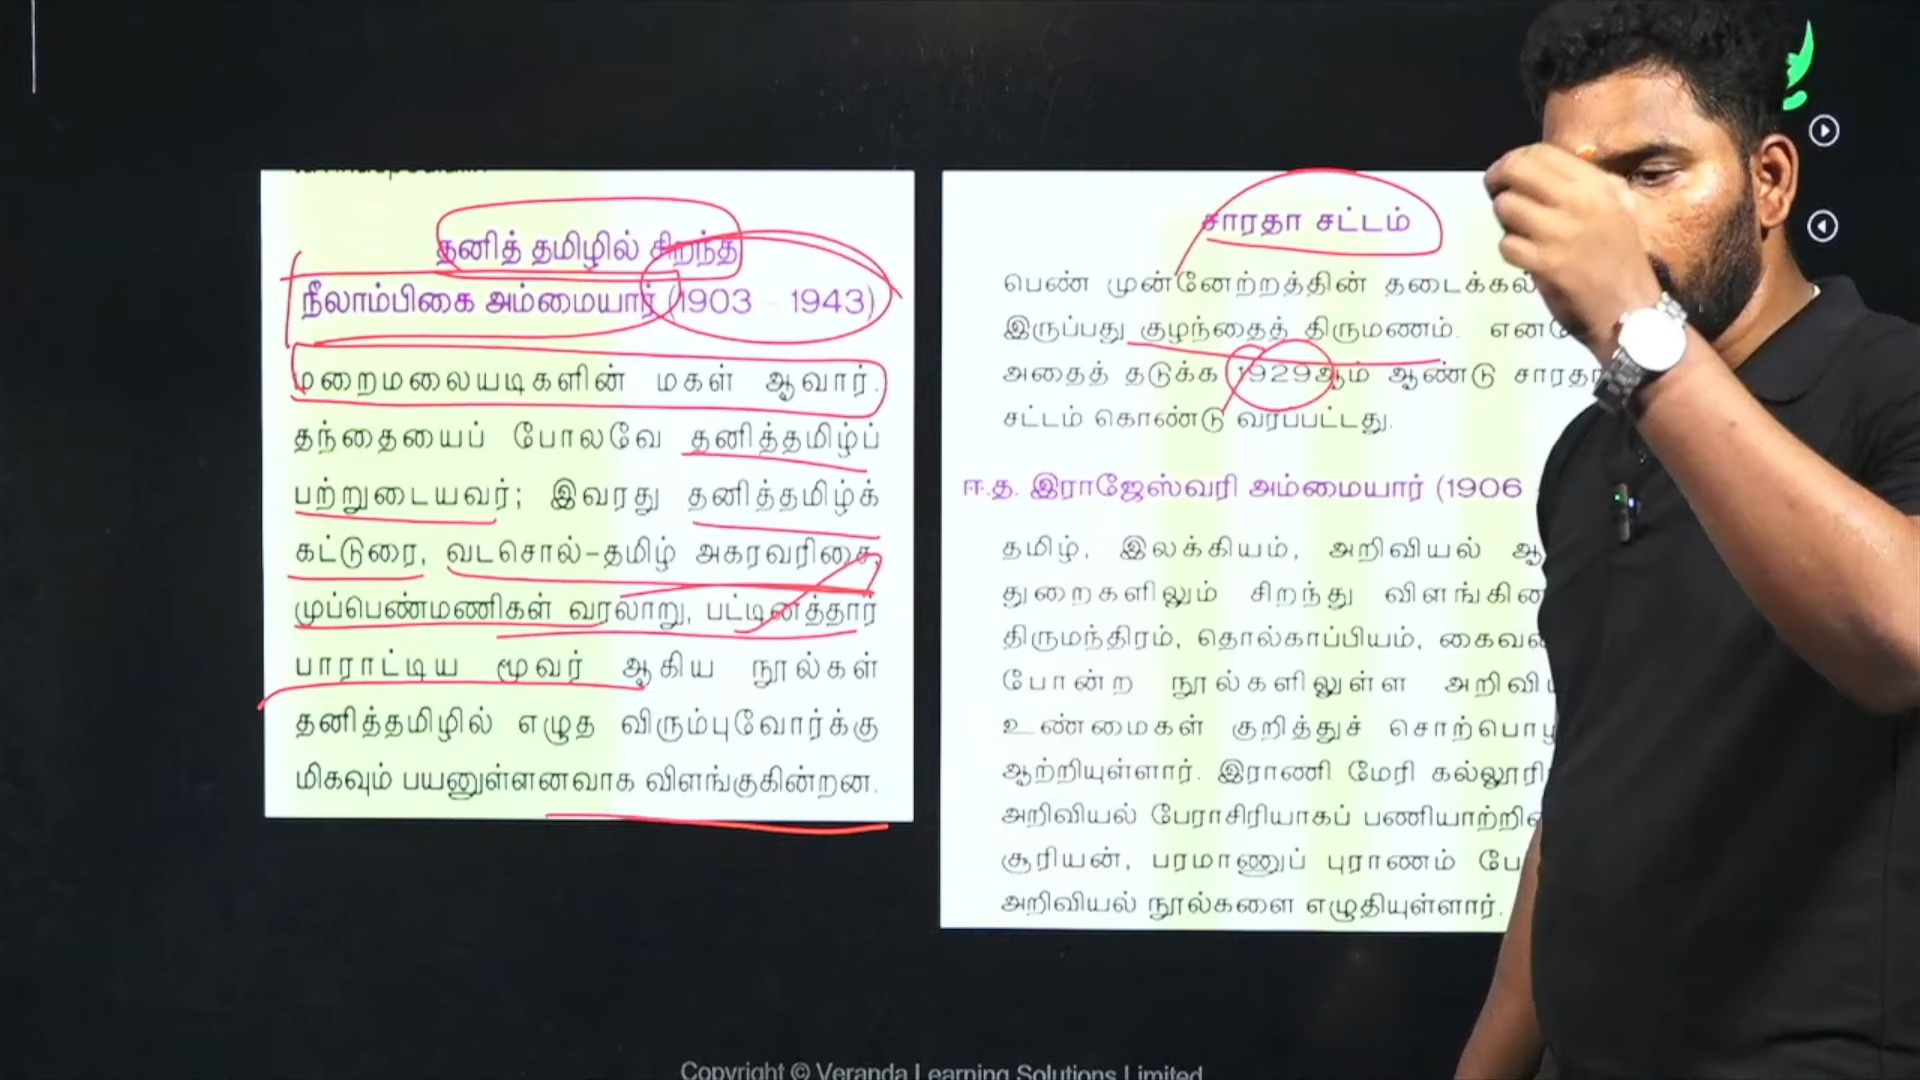 தனித் தமிழில் சிறந்த
நீலாம்பிகை அம்மையார் (1903 – 1943)
மறைமலையடிகளின் மகள் ஆவார்.
தந்தையைப் போலவே தனித்தமிழ்ப்
பற்றுடையவர்; இவரது தனித்தமிழ்க்
கட்டுரை, வடசொல்-தமிழ் அகரவரிசை,
முப்பெண்மணிகள் வரலாறு, பட்டினத்தார்
பாராட்டிய மூவர் ஆகிய நூல்கள்
தனித்தமிழில் எழுத விரும்புவோர்க்கு
மிகவும் பயனுள்ளனவாக விளங்குகின்றன.
சாரதா சட்டம்
பெண் முன்னேற்றத்தின் தடைக்கல்
இருப்பது குழந்தைத் திருமணம்.
அதைத் தடுக்க 1929ஆம் ஆண்டு சாரதா
சட்டம் கொண்டு வரப்பட்டது.
ஈ.த. இராஜேஸ்வரி அம்மையார் (1906
தமிழ், இலக்கியம், அறிவியல்
துறைகளிலும் சிறந்து
திருமந்திரம், தொல்காப்பியம்,
போன்ற நூல்களிலுள்ள
உண்மைகள் குறித்துச்
ஆற்றியுள்ளார். இராணி மேரி
அறிவியல் பேராசிரியாகப்
சூரியன், பரமாணுப் புராணம்
அறிவியல் நூல்களை எழுதியுள்ளார்.
Copyright © Veranda Learning Solutions Limited